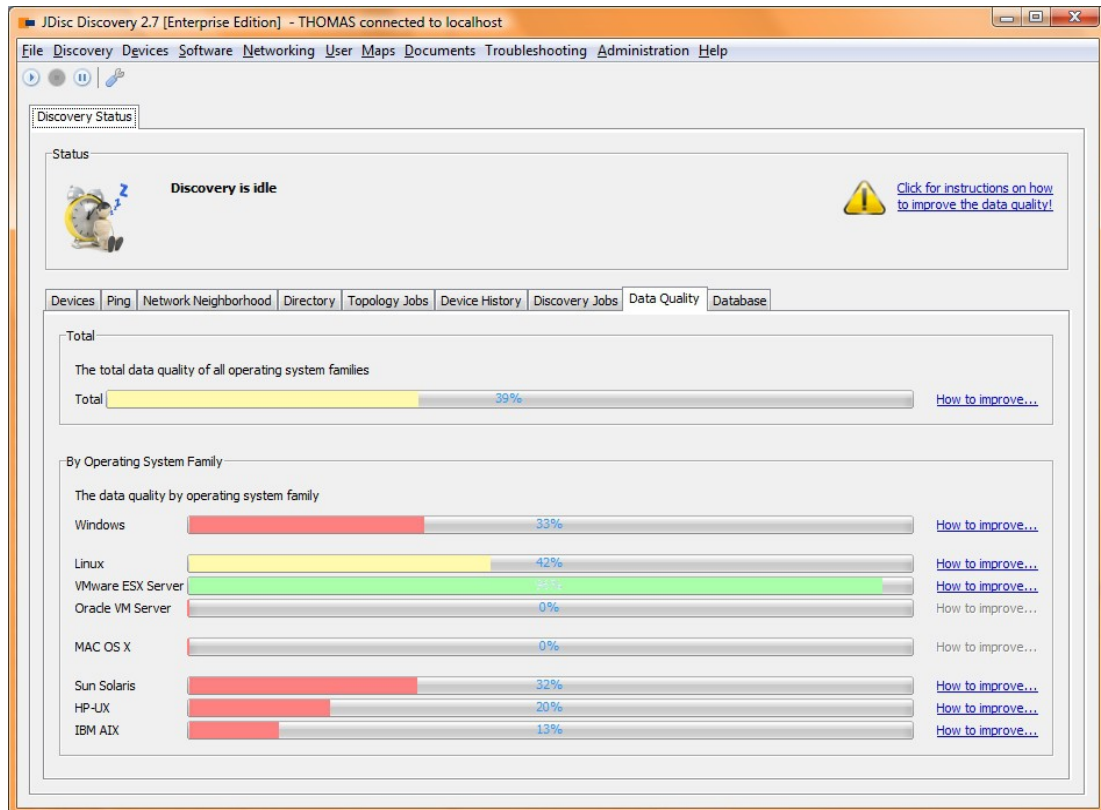 JDisc Discovery 2.7 [Enterprise Edition] - THOMAS connected to localhost
File Discovery Devices Software Networking User Maps Documents Troubleshooting Administration Help
Discovery Status
Status
Discovery is idle
Click for instructions on how
to improve the data quality!
Devices Ping Network Neighborhood Directory Topology Jobs Device History Discovery Jobs Data Quality Database
Total
The total data quality of all operating system families
Total 39% How to improve...
By Operating System Family
The data quality by operating system family
Windows 33% How to improve...
Linux 42% How to improve...
VMware ESX Server How to improve...
Oracle VM Server 0% How to improve...
MAC OS X 0% How to improve...
Sun Solaris 32% How to improve...
HP-UX 20% How to improve...
IBM AIX 13% How to improve...